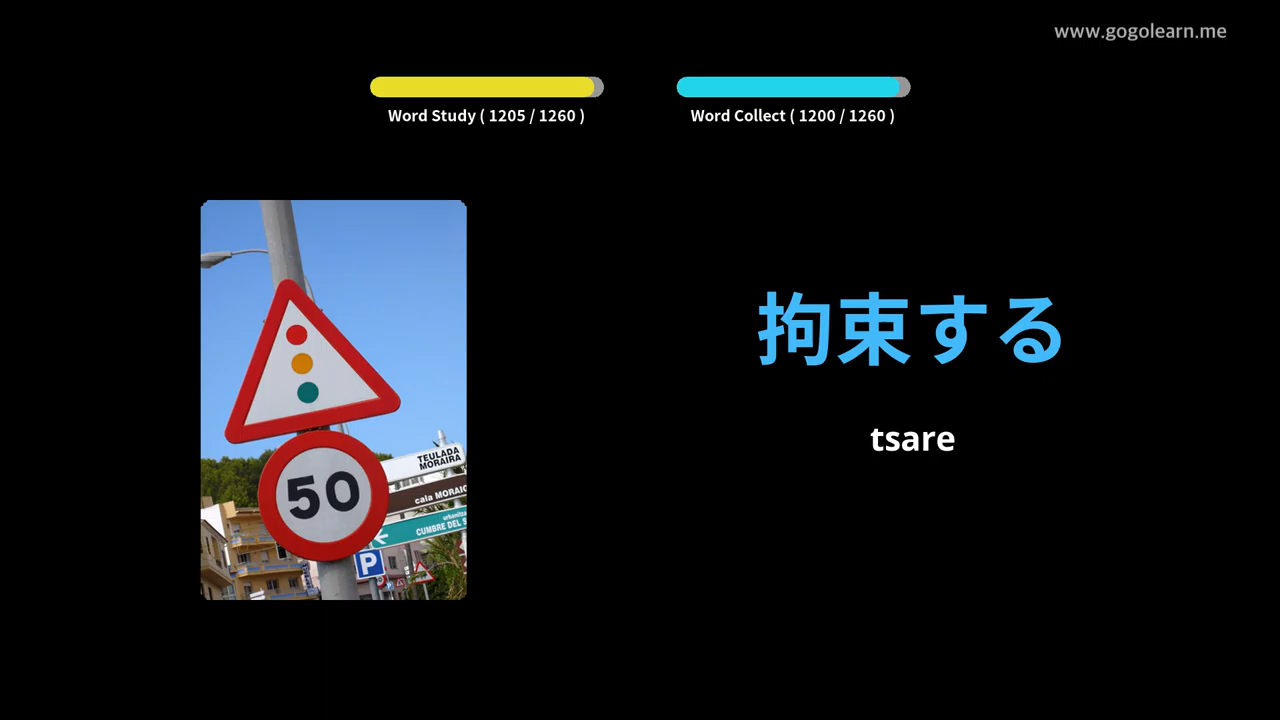 www.gogolearn.me
Word Study ( 1205 / 1260 )
Word Collect ( 1200 / 1260 )
拘束する
tsare
50
TEULADA
MORAIRA
cala MORAIG
CUMBRE DEL S
P